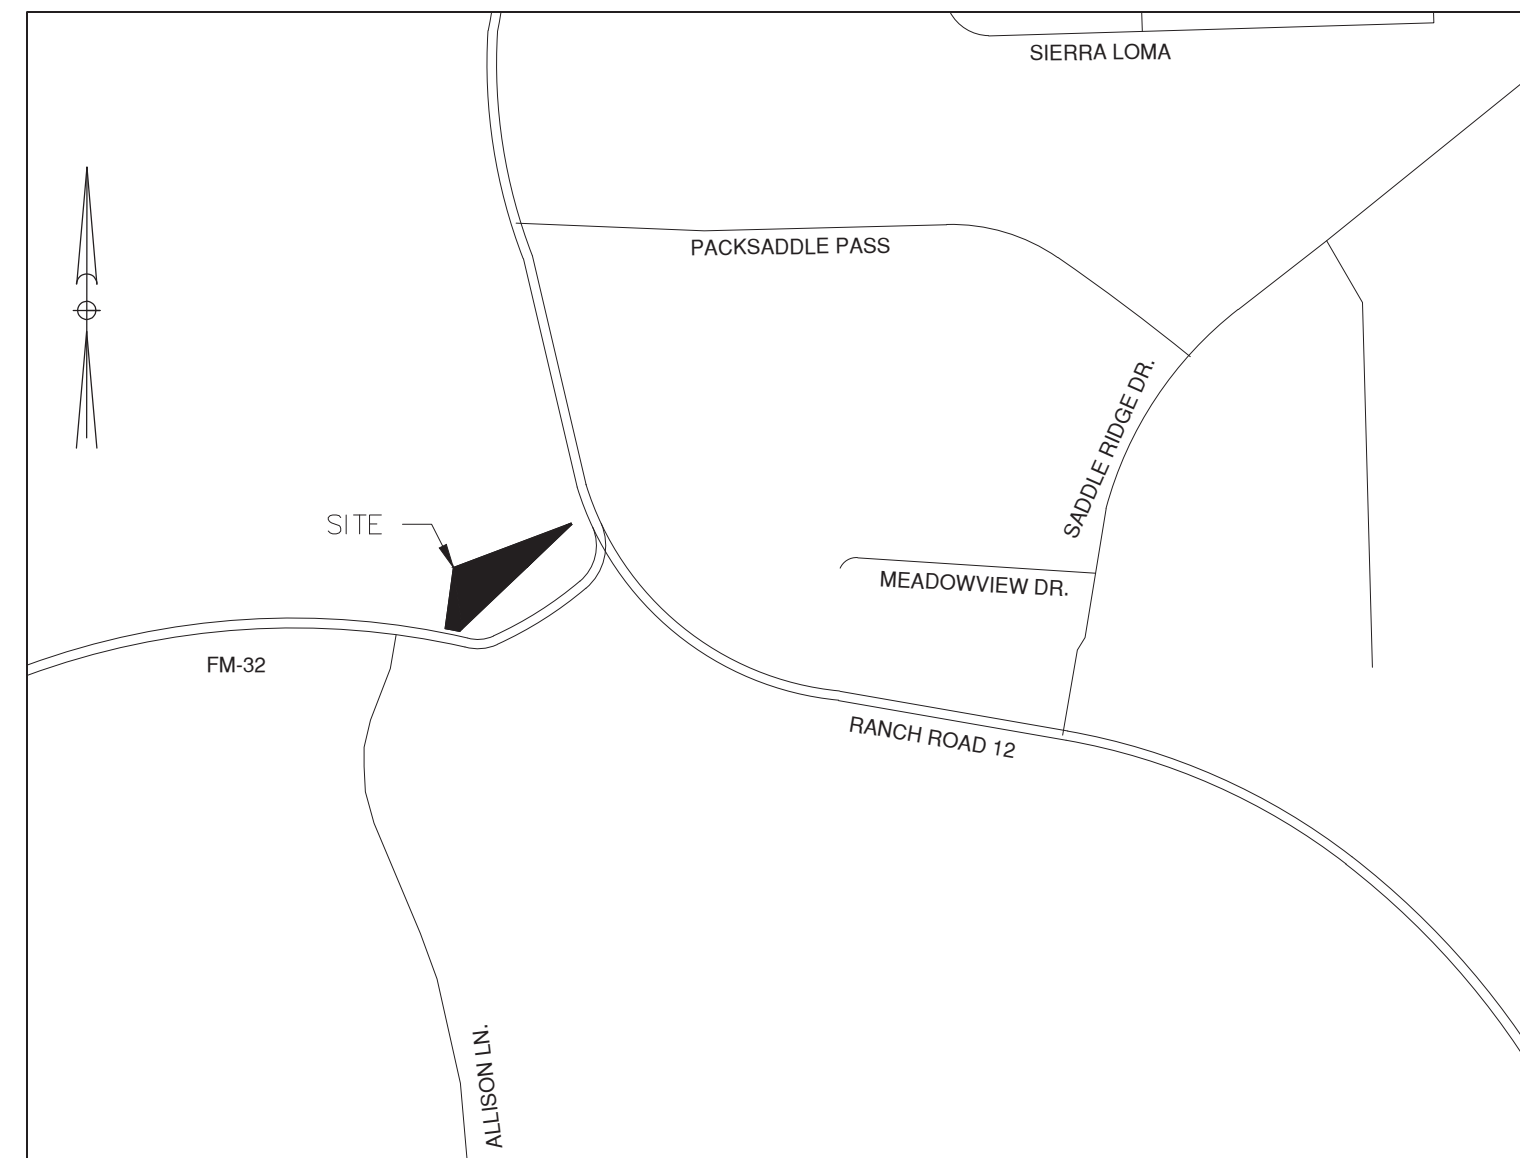 SIERRA LOMA
PACKSADDLE PASS
SADDLE RIDGE DR.
SITE
MEADOWVIEW DR.
FM-32
RANCH ROAD 12
ALLISON LN.